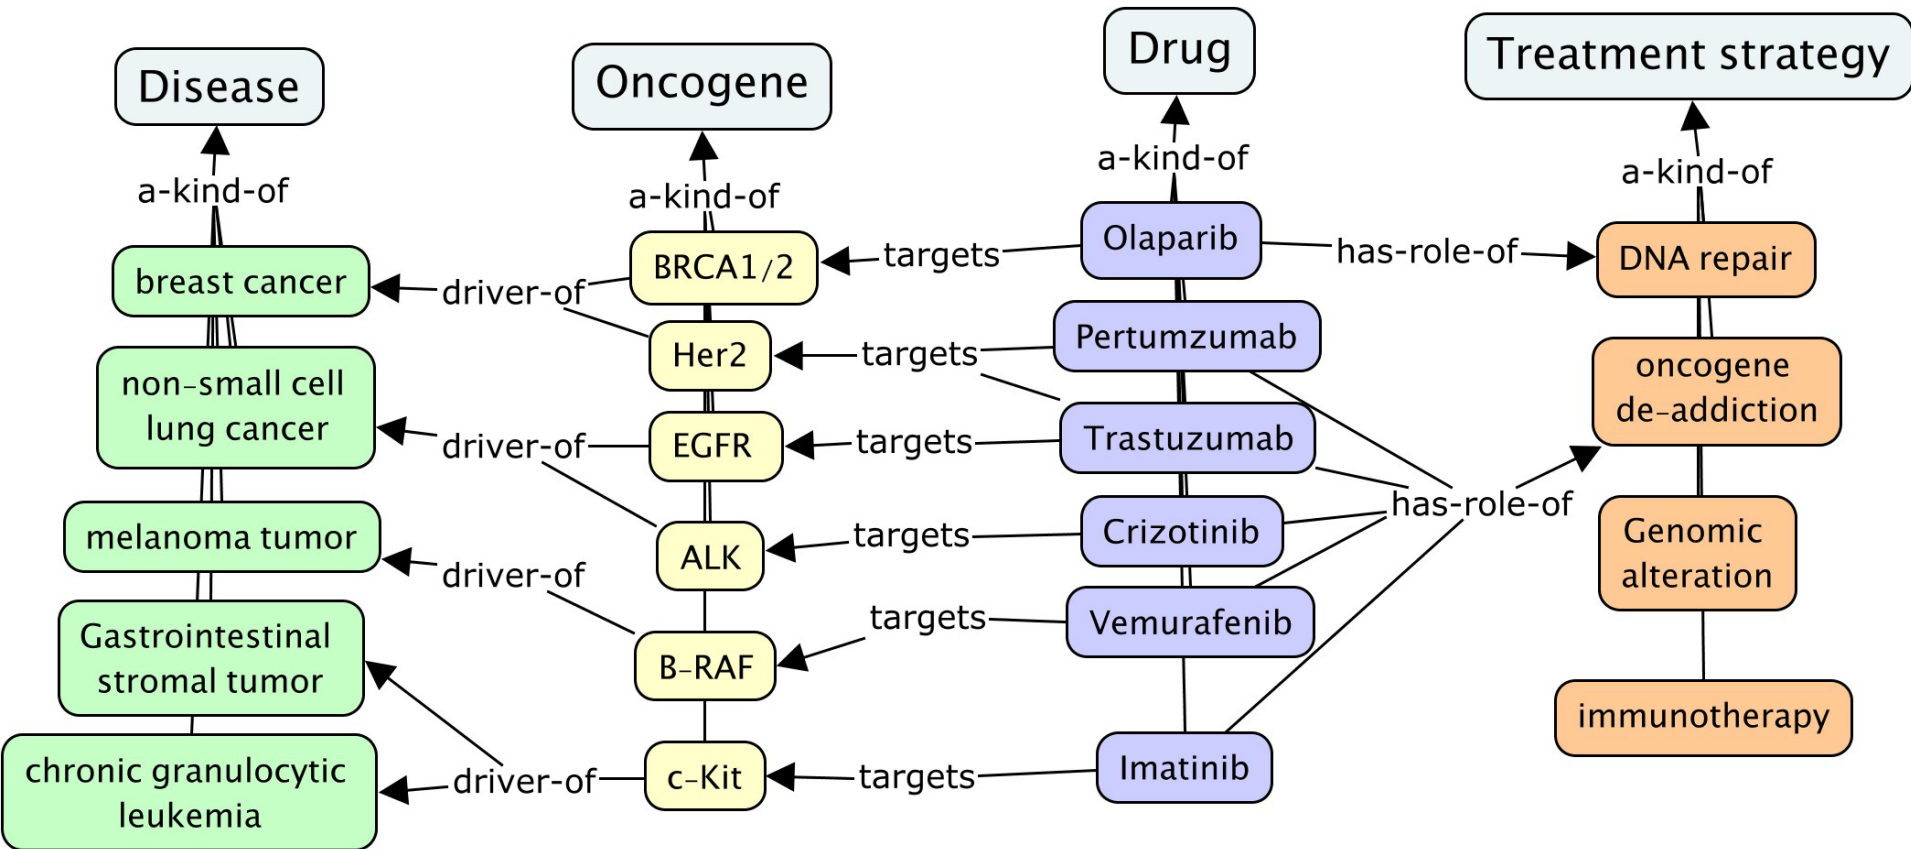 Disease
Oncogene
Drug
Treatment strategy
a-kind-of
a-kind-of
a-kind-of
a-kind-of
breast cancer
driver-of
BRCA1/2
targets
Olaparib
has-role-of
DNA repair
Her2
targets
Pertumzumab
oncogene
de-addiction
non-small cell
lung cancer
driver-of
EGFR
targets
Trastuzumab
has-role-of
melanoma tumor
driver-of
ALK
targets
Crizotinib
Genomic
alteration
Gastrointestinal
stromal tumor
B-RAF
targets
Vemurafenib
immunotherapy
chronic granulocytic
leukemia
driver-of
c-Kit
targets
Imatinib